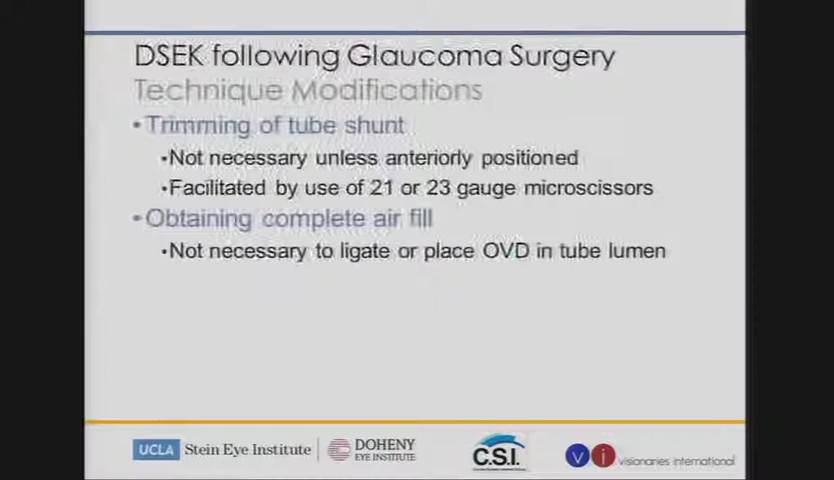 DSEK following Glaucoma Surgery
Technique Modifications
•Trimming of tube shunt
•Not necessary unless anteriorly positioned
•Facilitated by use of 21 or 23 gauge microscissors
•Obtaining complete air fill
•Not necessary to ligate or place OVD in tube lumen
UCLA Stein Eye Institute
DOHENY
EYE INSTITUTE
C.S.I.
vi visionaries international